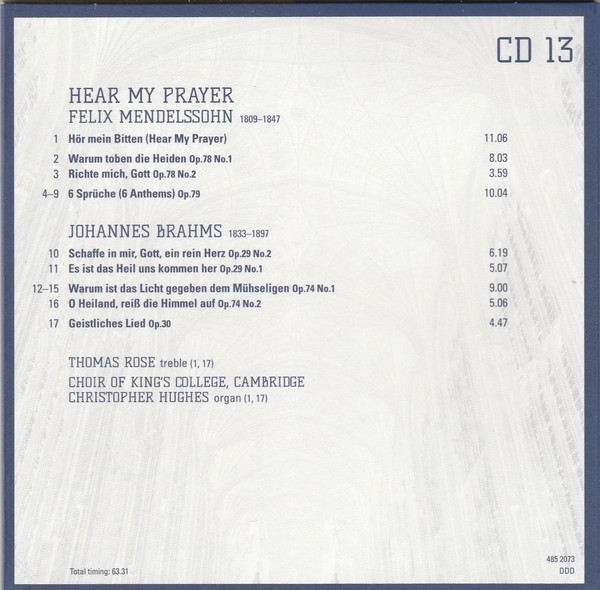 CD 13
HEAR MY PRAYER
FELIX MENDELSSOHN 1809–1847
1 Hör mein Bitten (Hear My Prayer) 11.06
2 Warum toben die Heiden Op.78 No.1 8.03
3 Richte mich, Gott Op.78 No.2 3.59
4–9 6 Sprüche (6 Anthems) Op.79 10.04
JOHANNES BRAHMS 1833–1897
10 Schaffe in mir, Gott, ein rein Herz Op.29 No.2 6.19
11 Es ist das Heil uns kommen her Op.29 No.1 5.07
12–15 Warum ist das Licht gegeben dem Mühseligen Op.74 No.1 9.00
16 O Heiland, reiß die Himmel auf Op.74 No.2 5.06
17 Geistliches Lied Op.30 4.47
THOMAS ROSE treble (1, 17)
CHOIR OF KING'S COLLEGE, CAMBRIDGE
CHRISTOPHER HUGHES organ (1, 17)
485 2073
Total timing: 63.31 DDD